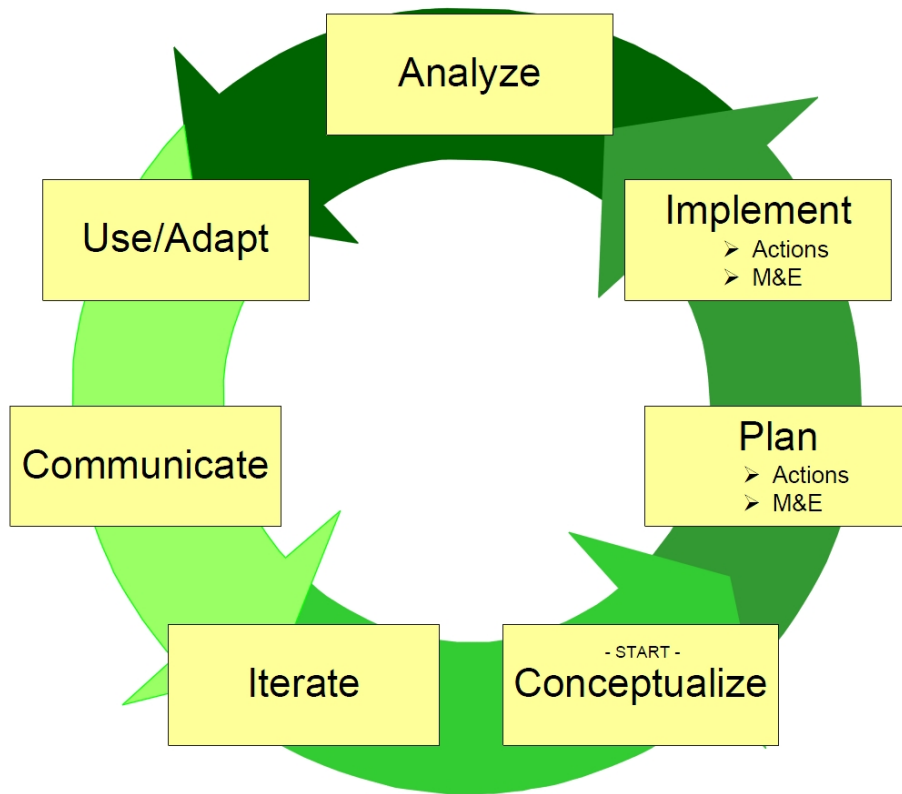 Analyze
Implement
➢ Actions
➢ M&E
Use/Adapt
Plan
➢ Actions
➢ M&E
Communicate
- START -
Conceptualize
Iterate